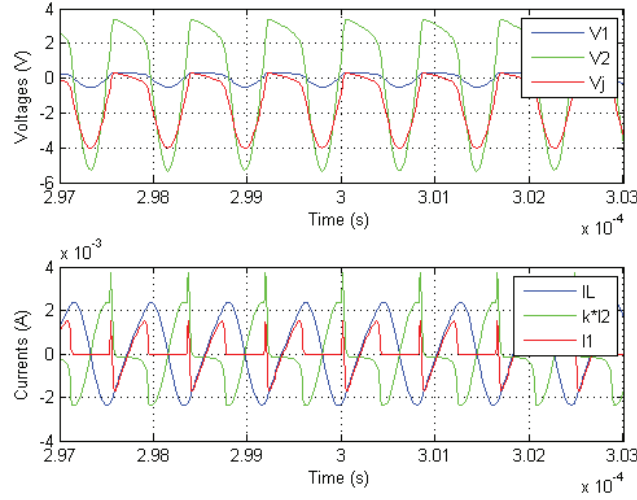 4
2
0
-2
-4
-6
Voltages (V)
V1
V2
Vj
2.97
2.98
2.99
3
3.01
3.02
3.03
Time (s)
x 10⁻⁴
x 10⁻³
4
2
0
-2
-4
Currents (A)
IL
k*I2
I1
2.97
2.98
2.99
3
3.01
3.02
3.03
Time (s)
x 10⁻⁴